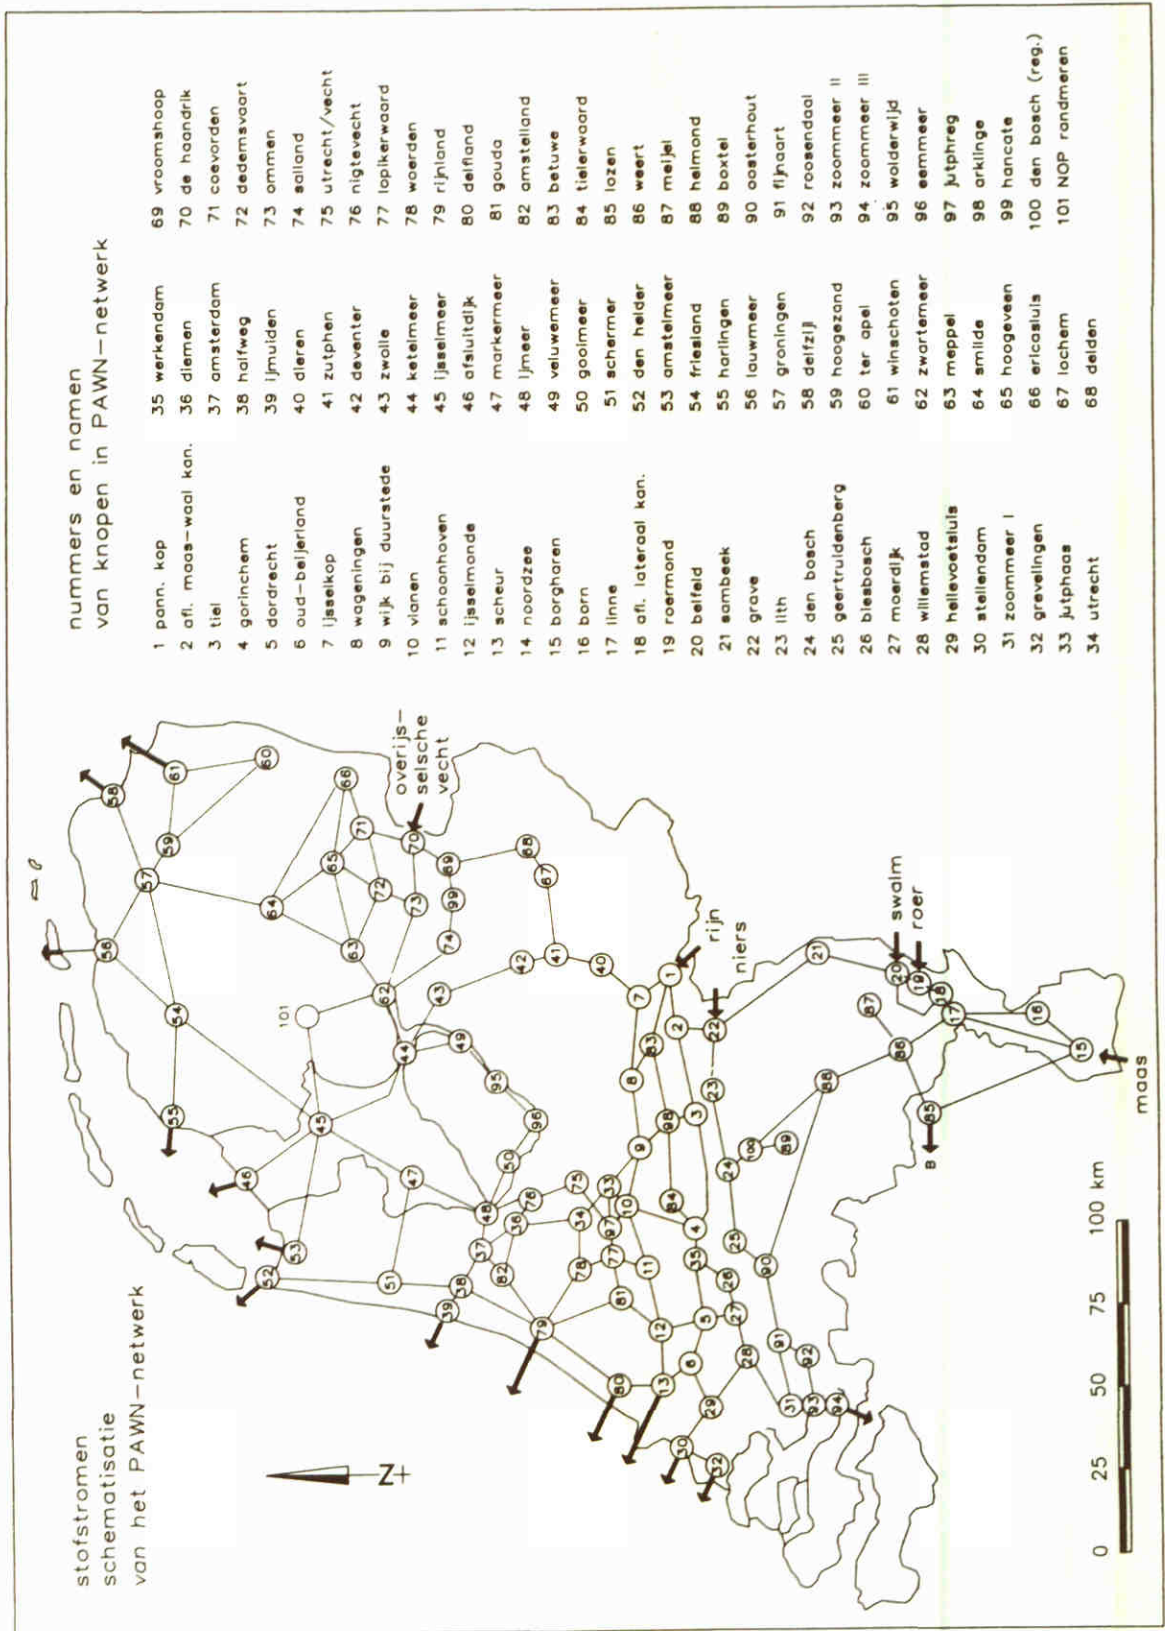 stofstromen
schematisatie
van het PAWN-netwerk
N
101
overijs-
selsche
vecht
rijn
niers
swalm
roer
maas
B
0 25 50 75 100 km
nummers en namen
van knopen in PAWN-netwerk
1 pann. kop
2 afl. maas-waal kan.
3 tiel
4 gorinchem
5 dordrecht
6 oud-beijerland
7 ijsselkop
8 wageningen
9 wijk bij duurstede
10 vianen
11 schoonhoven
12 ijsselmonde
13 scheur
14 noordzee
15 borgharen
16 born
17 linne
18 afl. lateraal kan.
19 roermond
20 belfeld
21 sambeek
22 grave
23 lith
24 den bosch
25 geertruidenberg
26 biesbosch
27 moerdijk
28 willemstad
29 hellevoetsluis
30 stellendam
31 zoommeer I
32 grevelingen
33 jutphaas
34 utrecht
35 werkendam
36 diemen
37 amsterdam
38 halfweg
39 ijmuiden
40 dieren
41 zutphen
42 deventer
43 zwolle
44 ketelmeer
45 ijsselmeer
46 afsluitdijk
47 markermeer
48 ijmeer
49 veluwemeer
50 gooimeer
51 schermer
52 den helder
53 amstelmeer
54 friesland
55 harlingen
56 lauwmeer
57 groningen
58 delfzijl
59 hoogezand
60 ter apel
61 winschoten
62 zwartemeer
63 meppel
64 smilde
65 hoogeveen
66 ericasluis
67 lochem
68 delden
69 vroomshoop
70 de haandrik
71 coevorden
72 dedemsvaart
73 ommen
74 salland
75 utrecht/vecht
76 nigtevecht
77 lopikerwaard
78 woerden
79 rijnland
80 delfland
81 gouda
82 amstelland
83 betuwe
84 tielerwaard
85 lozen
86 weert
87 meijel
88 helmond
89 boxtel
90 oosterhout
91 fijnaart
92 roosendaal
93 zoommeer II
94 zoommeer III
95 wolderwijd
96 eemmeer
97 jutphreg
98 arklinge
99 hancate
100 den bosch (reg.)
101 NOP randmeren